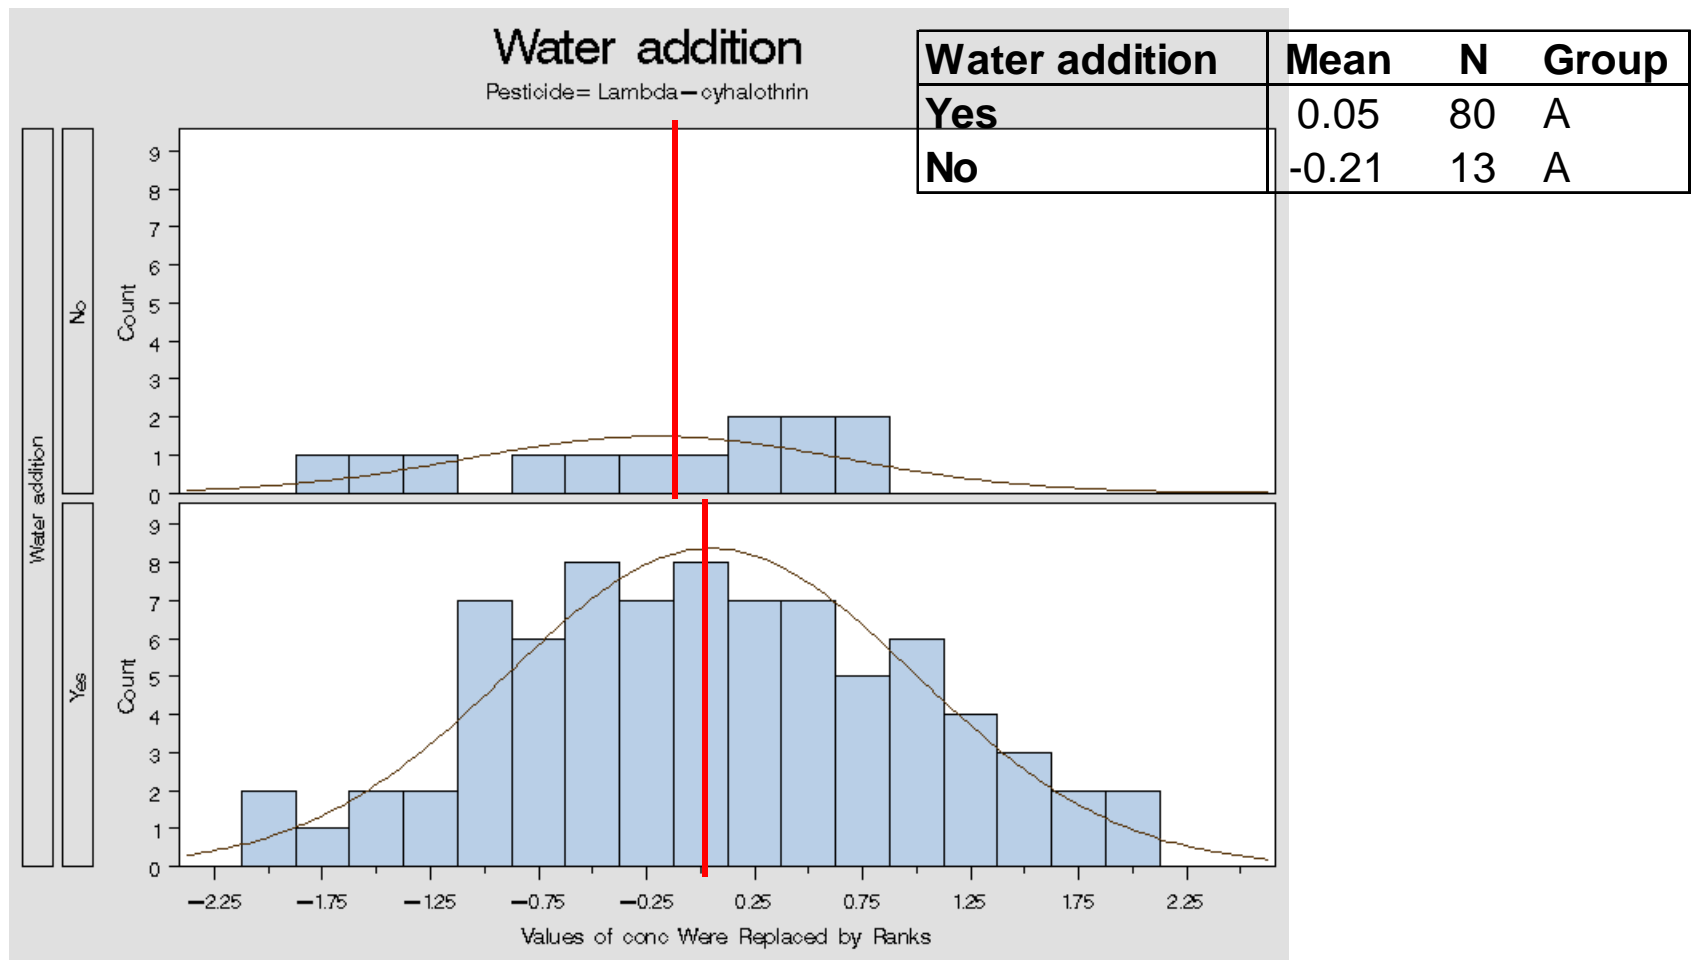 Water addition
Pesticide= Lambda-cyhalothrin
Water addition Mean N Group
Yes 0.05 80 A
No -0.21 13 A
Water addition
No
Count
9
8
7
6
5
4
3
2
1
0
Yes
Count
9
8
7
6
5
4
3
2
1
0
-2.25 -1.75 -1.25 -0.75 -0.25 0.25 0.75 1.25 1.75 2.25
Values of conc Were Replaced by Ranks